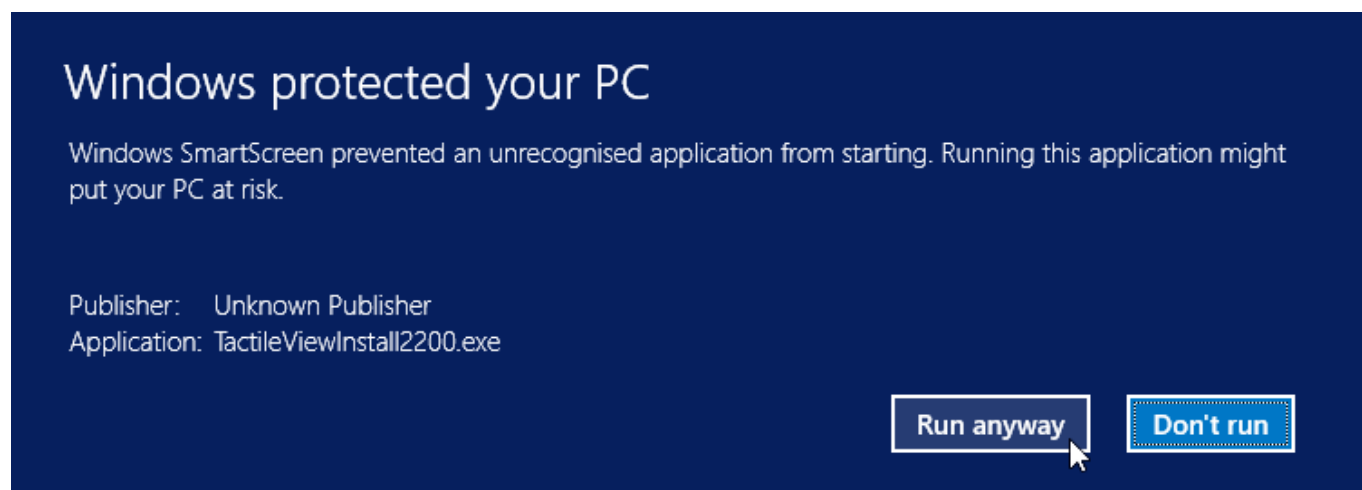 Windows protected your PC
Windows SmartScreen prevented an unrecognised application from starting. Running this application might
put your PC at risk.
Publisher: Unknown Publisher
Application: TactileViewInstall2200.exe
Run anyway Don't run